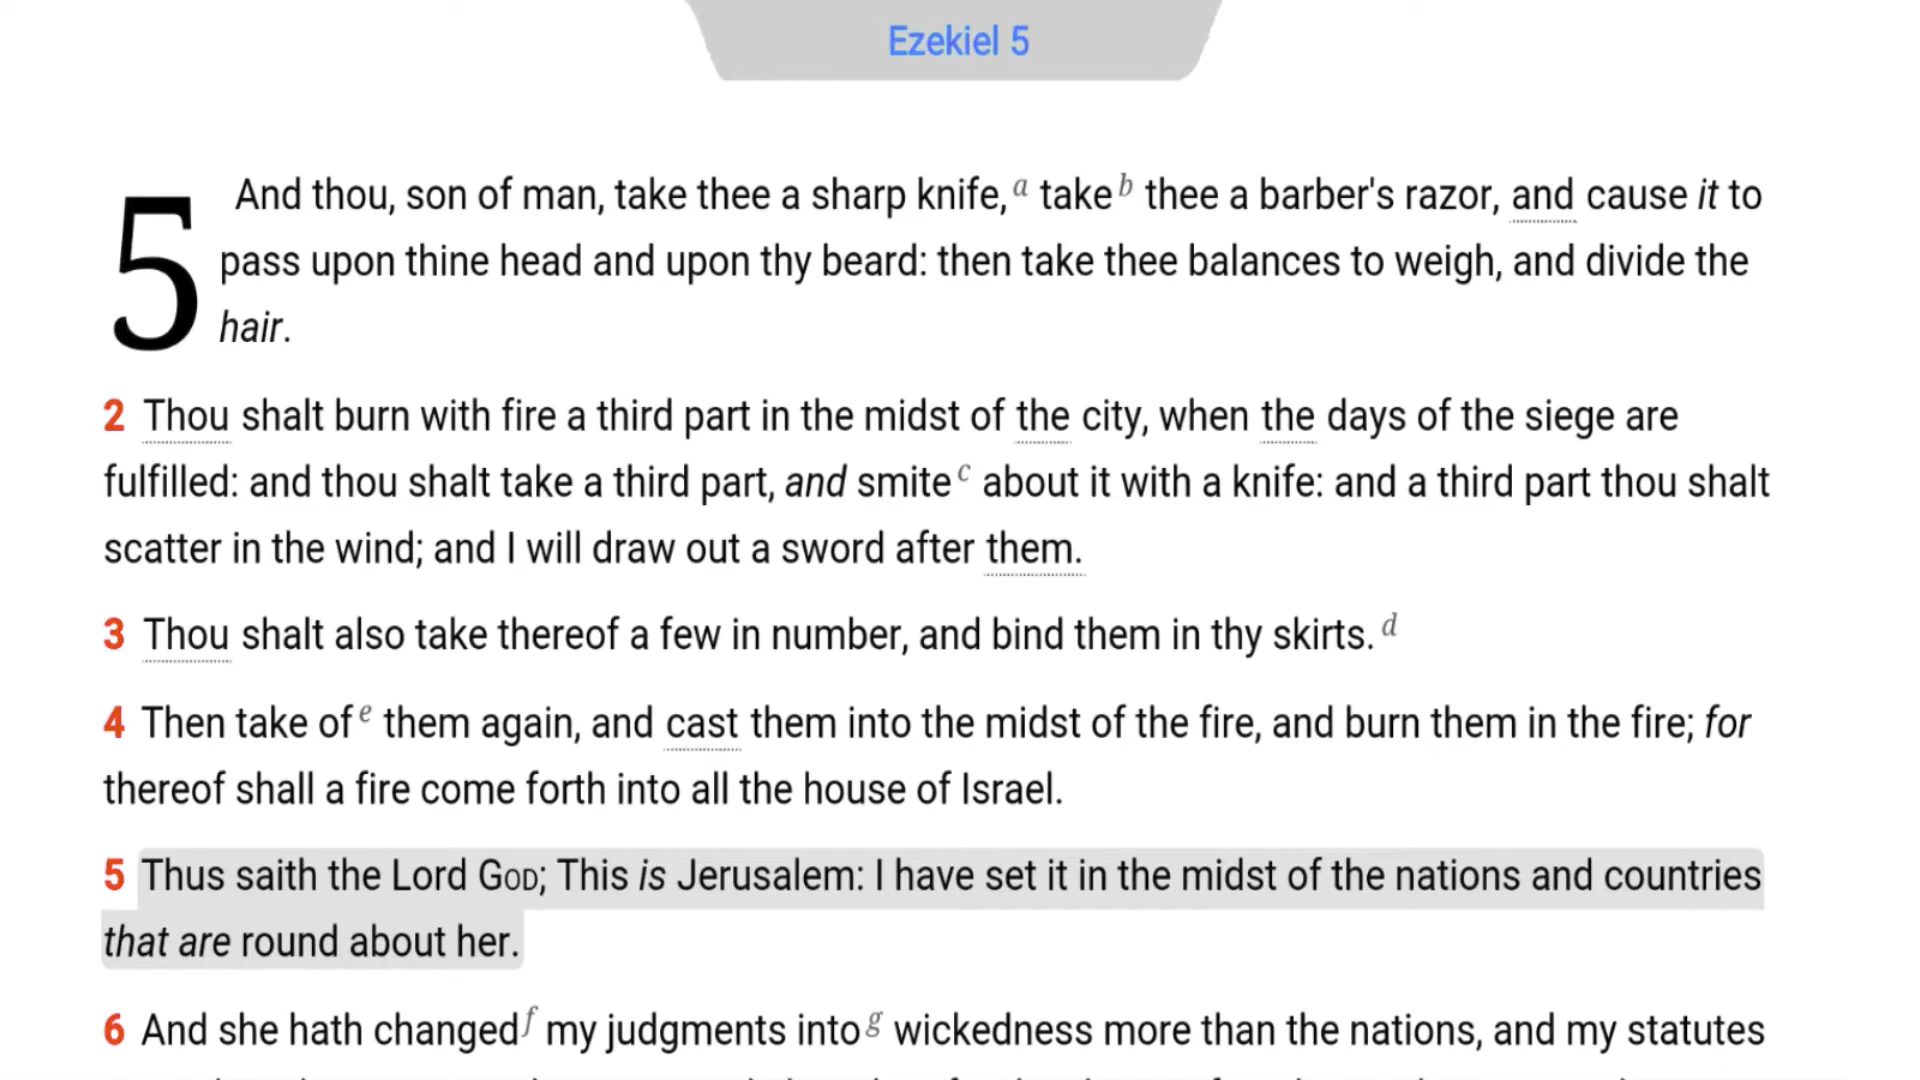 Ezekiel 5
5 And thou, son of man, take thee a sharp knife, a take b thee a barber's razor, and cause it to
pass upon thine head and upon thy beard: then take thee balances to weigh, and divide the
hair.
2 Thou shalt burn with fire a third part in the midst of the city, when the days of the siege are
fulfilled: and thou shalt take a third part, and smite c about it with a knife: and a third part thou shalt
scatter in the wind; and I will draw out a sword after them.
3 Thou shalt also take thereof a few in number, and bind them in thy skirts. d
4 Then take of e them again, and cast them into the midst of the fire, and burn them in the fire; for
thereof shall a fire come forth into all the house of Israel.
5 Thus saith the Lord GOD; This is Jerusalem: I have set it in the midst of the nations and countries
that are round about her.
6 And she hath changed f my judgments into g wickedness more than the nations, and my statutes